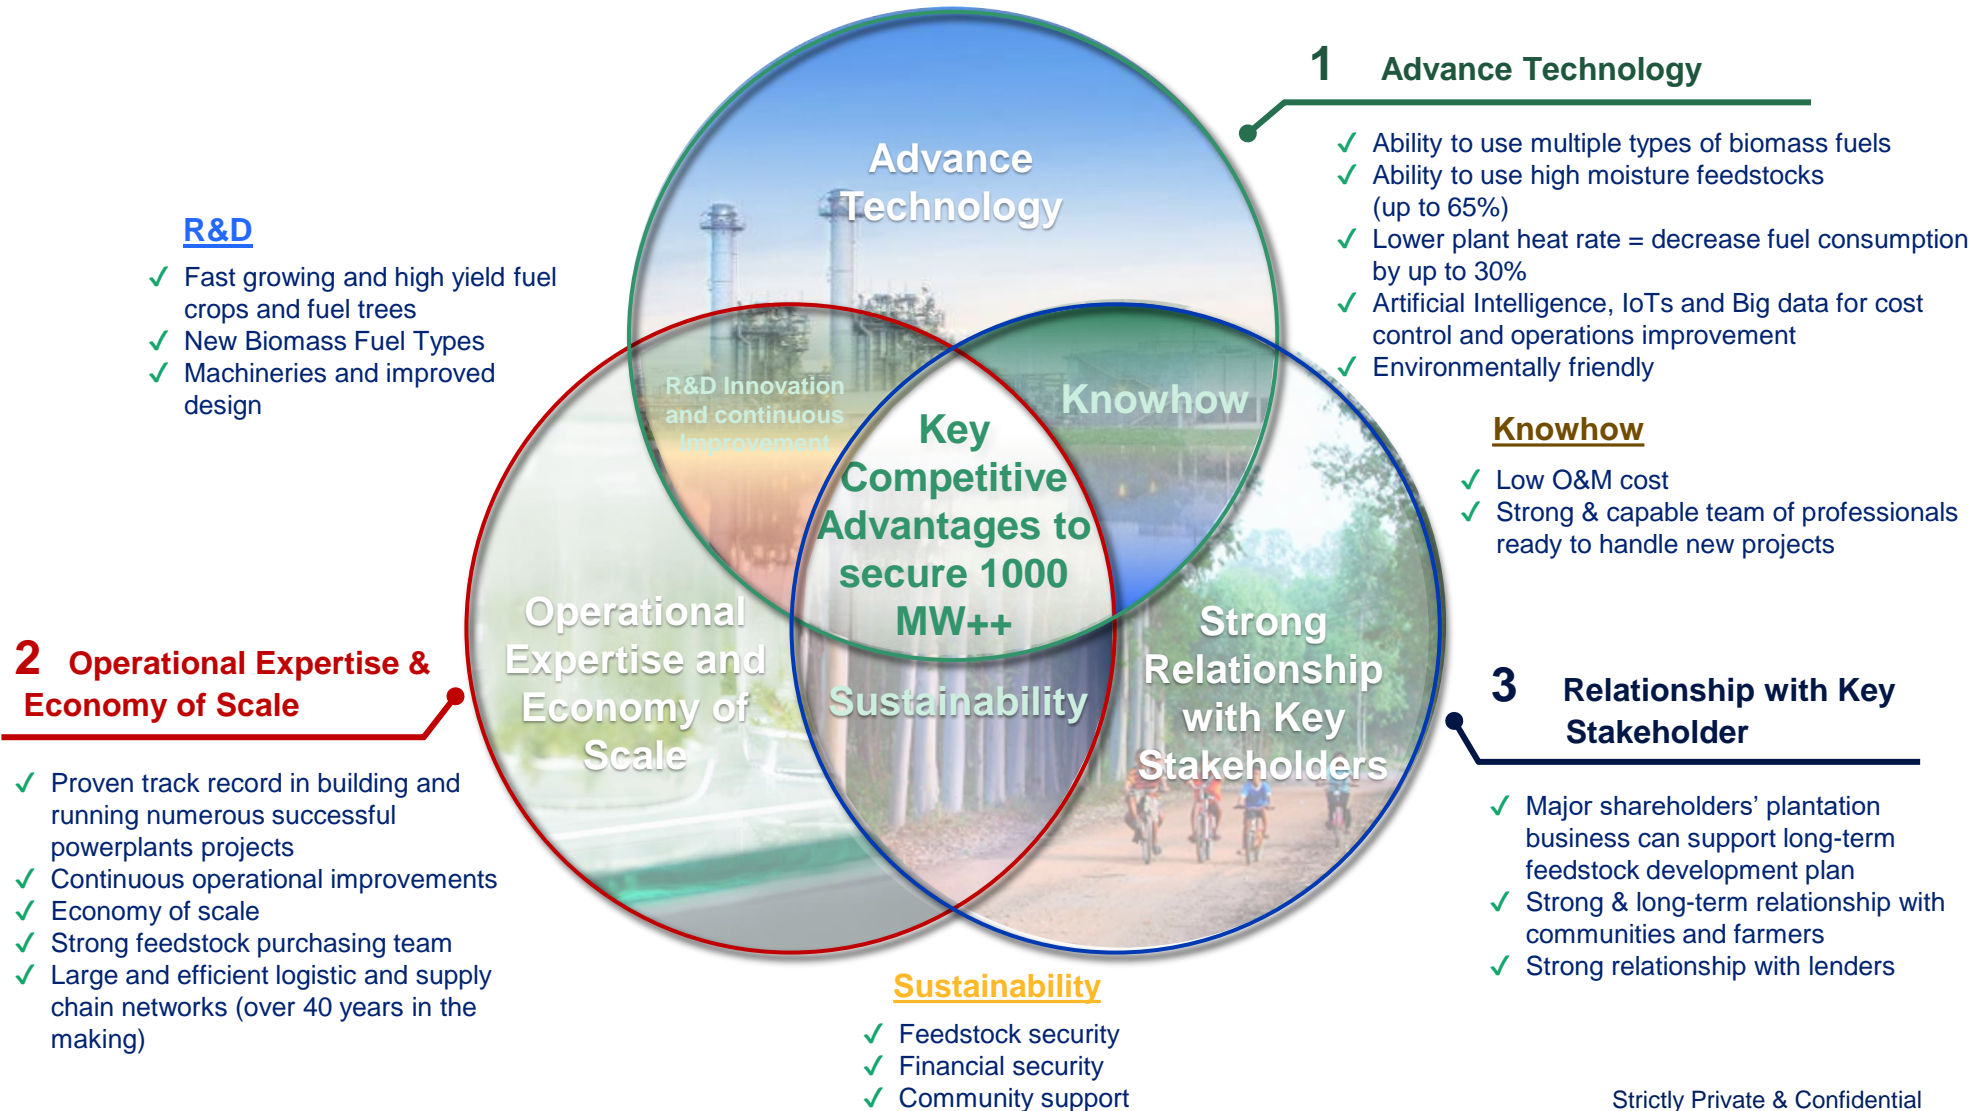 1 Advance Technology
✓ Ability to use multiple types of biomass fuels
✓ Ability to use high moisture feedstocks
(up to 65%)
✓ Lower plant heat rate = decrease fuel consumption
by up to 30%
✓ Artificial Intelligence, IoTs and Big data for cost
control and operations improvement
✓ Environmentally friendly
R&D
✓ Fast growing and high yield fuel
crops and fuel trees
✓ New Biomass Fuel Types
✓ Machineries and improved
design
Advance
Technology
R&D Innovation
and continuous
Improvement
Knowhow
Key
Competitive
Advantages to
secure 1000
MW++
Operational
Expertise and
Economy of
Scale
Sustainability
Strong
Relationship
with Key
Stakeholders
Knowhow
✓ Low O&M cost
✓ Strong & capable team of professionals
ready to handle new projects
2 Operational Expertise &
Economy of Scale
✓ Proven track record in building and
running numerous successful
powerplants projects
✓ Continuous operational improvements
✓ Economy of scale
✓ Strong feedstock purchasing team
✓ Large and efficient logistic and supply
chain networks (over 40 years in the
making)
3 Relationship with Key
Stakeholder
✓ Major shareholders’ plantation
business can support long-term
feedstock development plan
✓ Strong & long-term relationship with
communities and farmers
✓ Strong relationship with lenders
Sustainability
✓ Feedstock security
✓ Financial security
✓ Community support
Strictly Private & Confidential